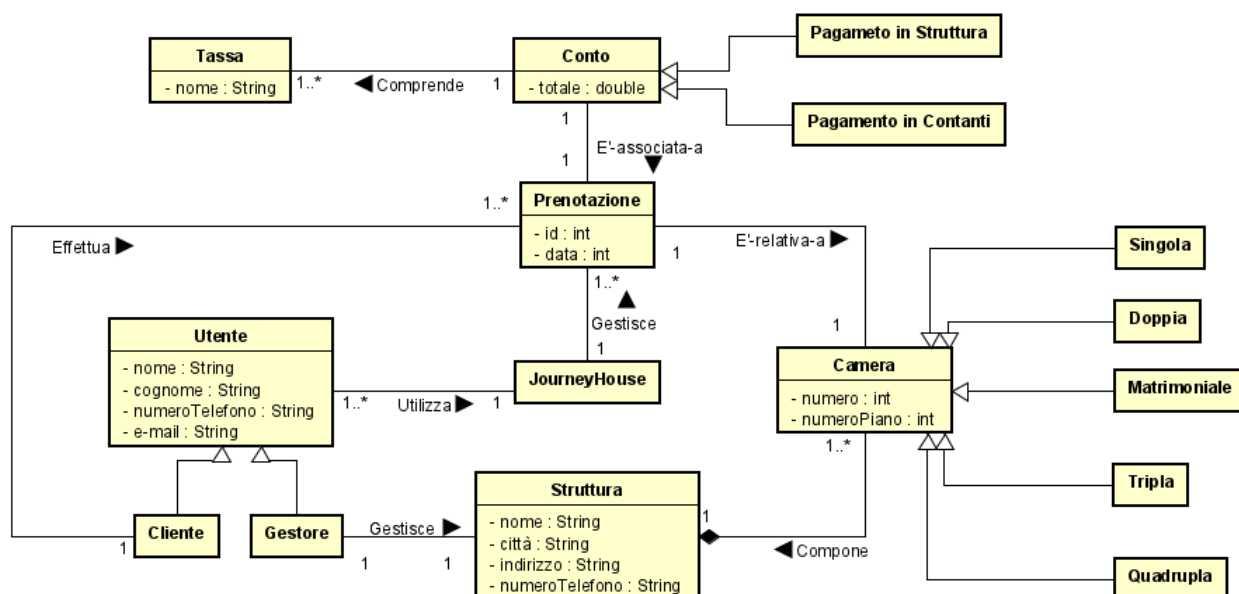 Tassa
- nome : String
1..*
Comprende
1
Conto
- totale : double
Pagameto in Struttura
Pagamento in Contanti
1
E'-associata-a
1
Prenotazione
- id : int
- data : int
1..*
Effettua
1
E'-relativa-a
1
1..*
Gestisce
1
JourneyHouse
Utente
- nome : String
- cognome : String
- numeroTelefono : String
- e-mail : String
1..*
Utilizza
1
Camera
- numero : int
- numeroPiano : int
1..*
Singola
Doppia
Matrimoniale
Tripla
Quadrupla
Cliente
1
Gestore
Gestisce
1
1
Struttura
- nome : String
- città : String
- indirizzo : String
- numeroTelefono : String
1
Compone